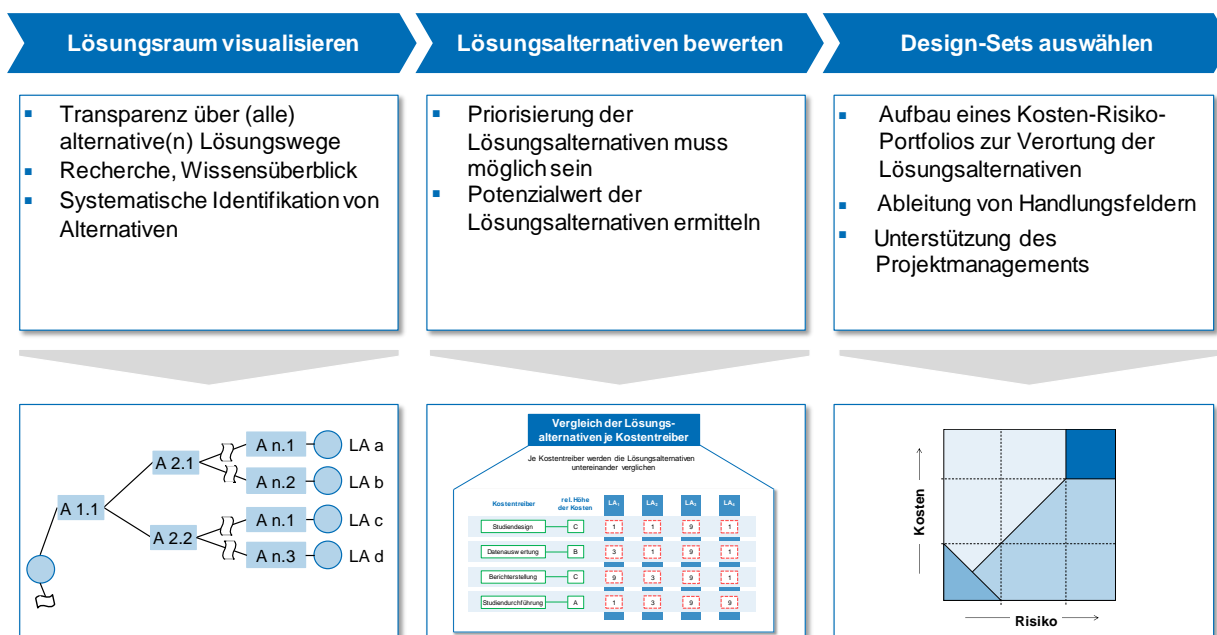 Lösungsraum visualisieren
Lösungsalternativen bewerten
Design-Sets auswählen
Transparenz über (alle)
alternative(n) Lösungswege
Recherche, Wissensüberblick
Systematische Identifikation von
Alternativen
Priorisierung der
Lösungsalternativen muss
möglich sein
Potenzialwert der
Lösungsalternativen ermitteln
Aufbau eines Kosten-Risiko-
Portfolios zur Verortung der
Lösungsalternativen
Ableitung von Handlungsfeldern
Unterstützung des
Projektmanagements
A 1.1
A 2.1
A 2.2
A n.1 LA a
A n.2 LA b
A n.1 LA c
A n.3 LA d
Vergleich der Lösungs-
alternativen je Kostentreiber
Je Kostentreiber werden die Lösungsalternativen
untereinander verglichen
Kostentreiber rel. Höhe der Kosten LA₁ LA₂ LA₃ LA₄
Studiendesign C 1 1 9 1
Datenauswertung B 3 1 9 1
Berichterstellung C 9 3 9 1
Studiendurchführung A 1 3 9 9
Kosten
Risiko